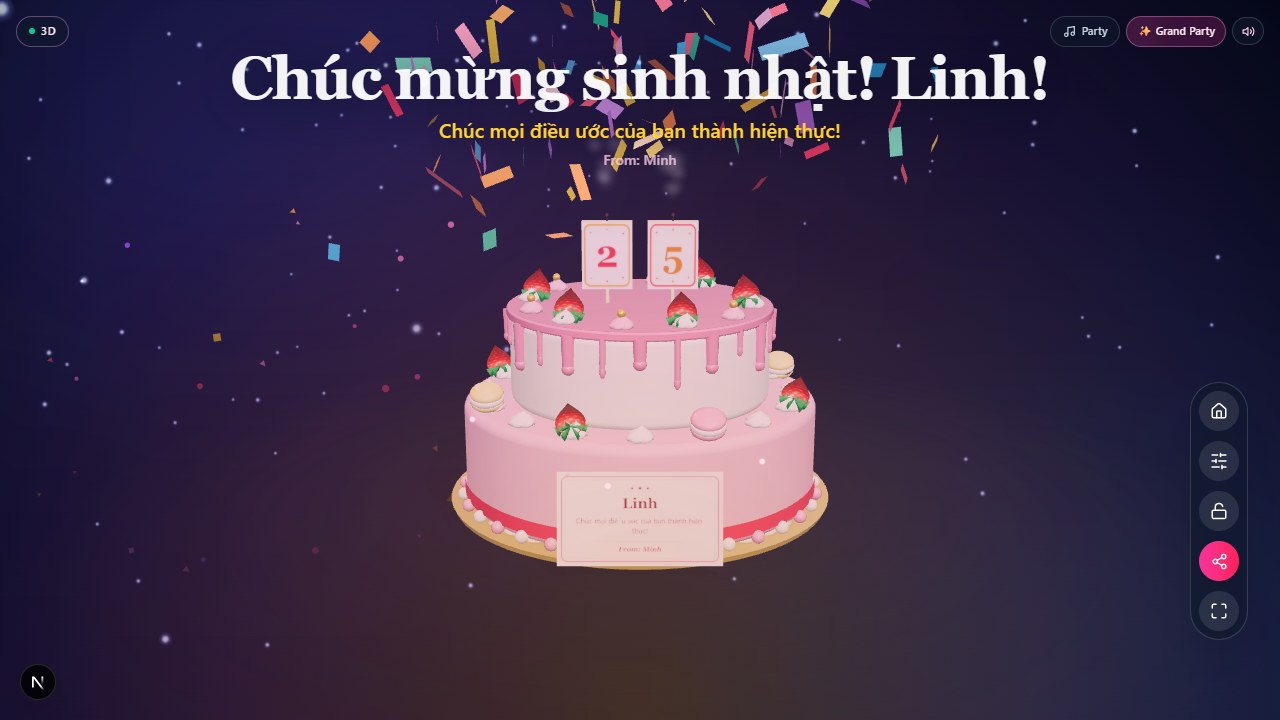 3D
Party
Grand Party
Chúc mừng sinh nhật! Linh!
Chúc mọi điều ước của bạn thành hiện thực!
From: Minh
2 5
Linh
From: Minh
N